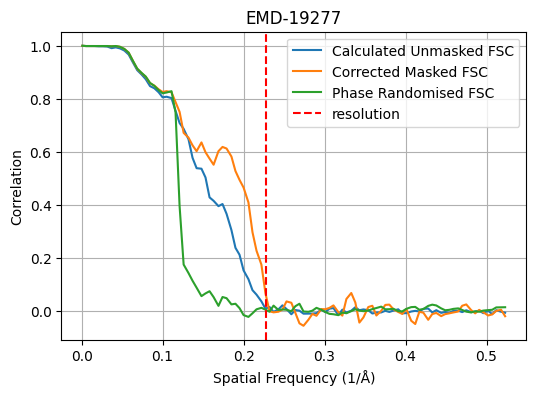 EMD-19277
Calculated Unmasked FSC
Corrected Masked FSC
Phase Randomised FSC
resolution
Correlation
1.0
0.8
0.6
0.4
0.2
0.0
0.0 0.1 0.2 0.3 0.4 0.5
Spatial Frequency (1/Å)